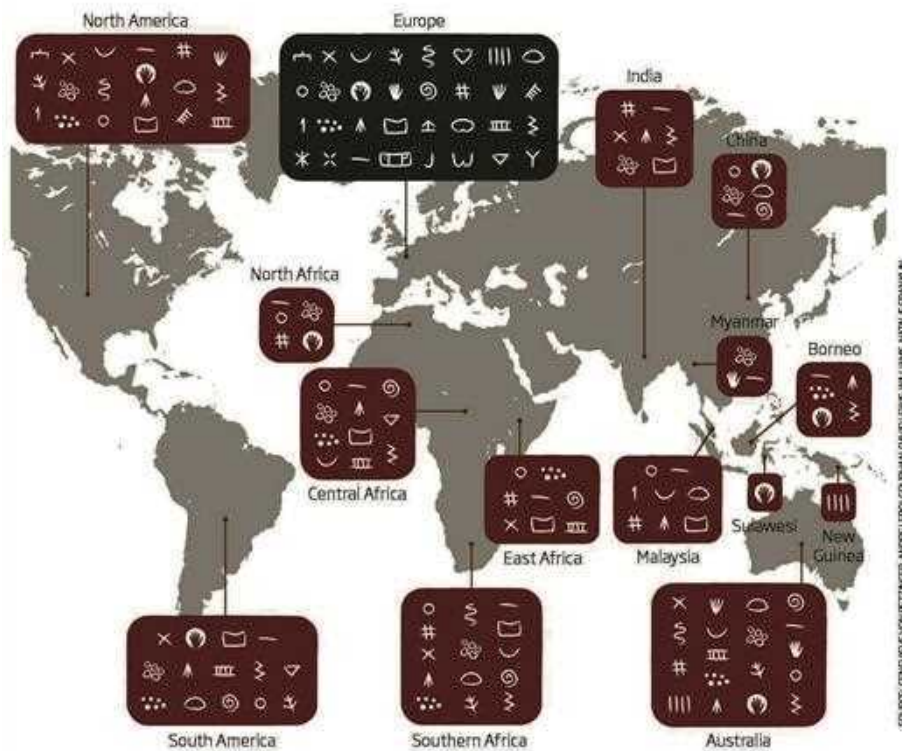 North America
Europe
India
China
North Africa
Myanmar
Borneo
Central Africa
East Africa
Malaysia
Sulawesi
New
Guinea
South America
Southern Africa
Australia